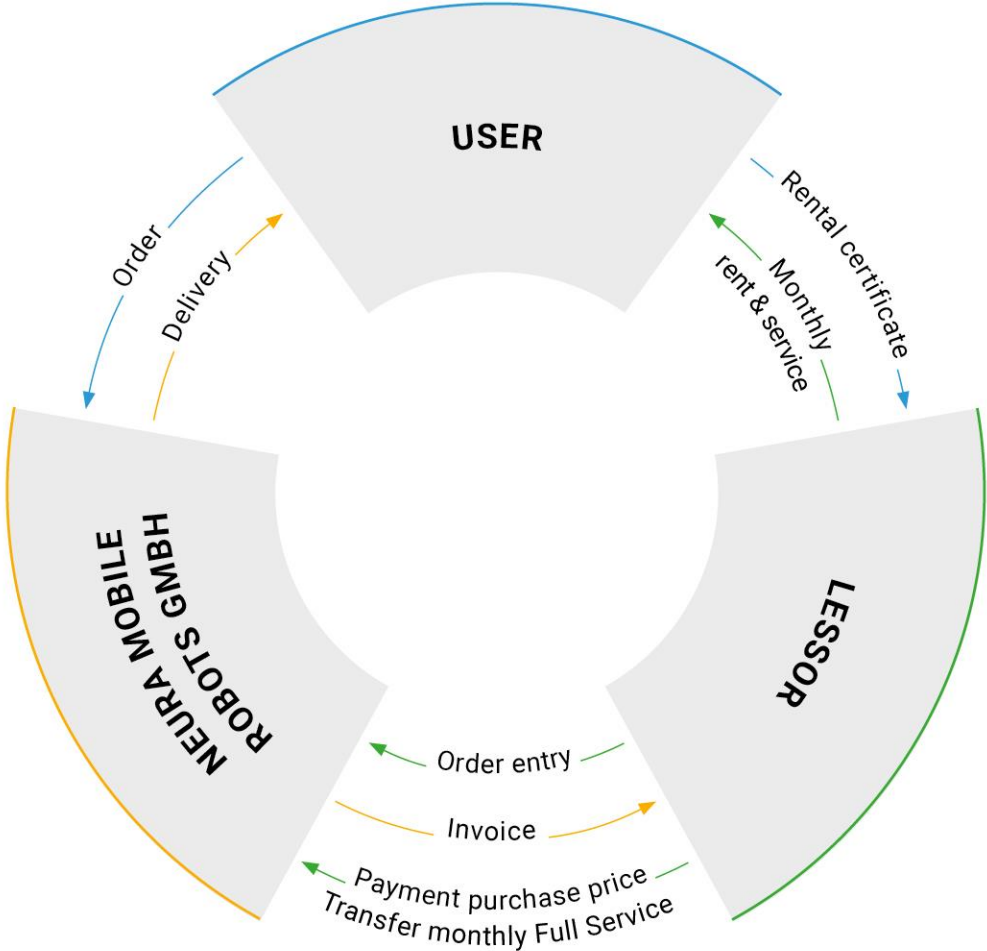 USER
Order
Delivery
Rental certificate
Monthly
rent & service
NEURA MOBILE
ROBOTS GMBH
LESSOR
Order entry
Invoice
Payment purchase price
Transfer monthly Full Service